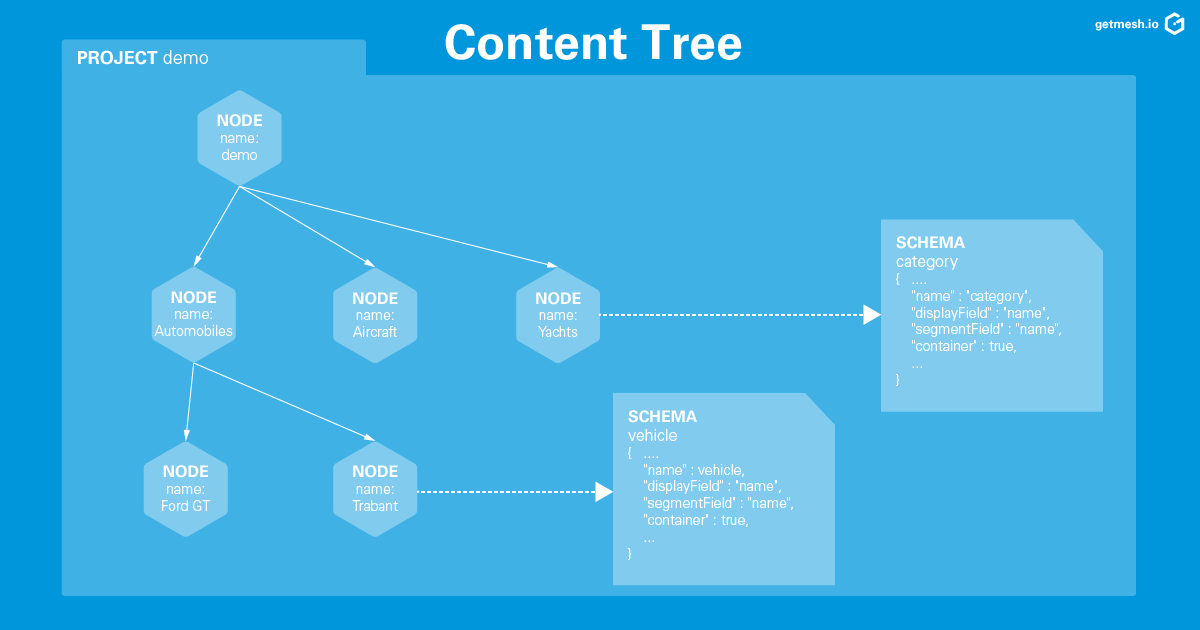 Content Tree
getmesh.io
PROJECT demo
NODE
name:
demo
NODE
name:
Automobiles
NODE
name:
Aircraft
NODE
name:
Yachts
SCHEMA
category
{ ....
"name" : "category",
"displayField" : "name",
"segmentField" : "name",
"container" : true,
...
}
NODE
name:
Ford GT
NODE
name:
Trabant
SCHEMA
vehicle
{ ....
"name" : vehicle,
"displayField" : "name",
"segmentField" : "name",
"container" : true,
...
}